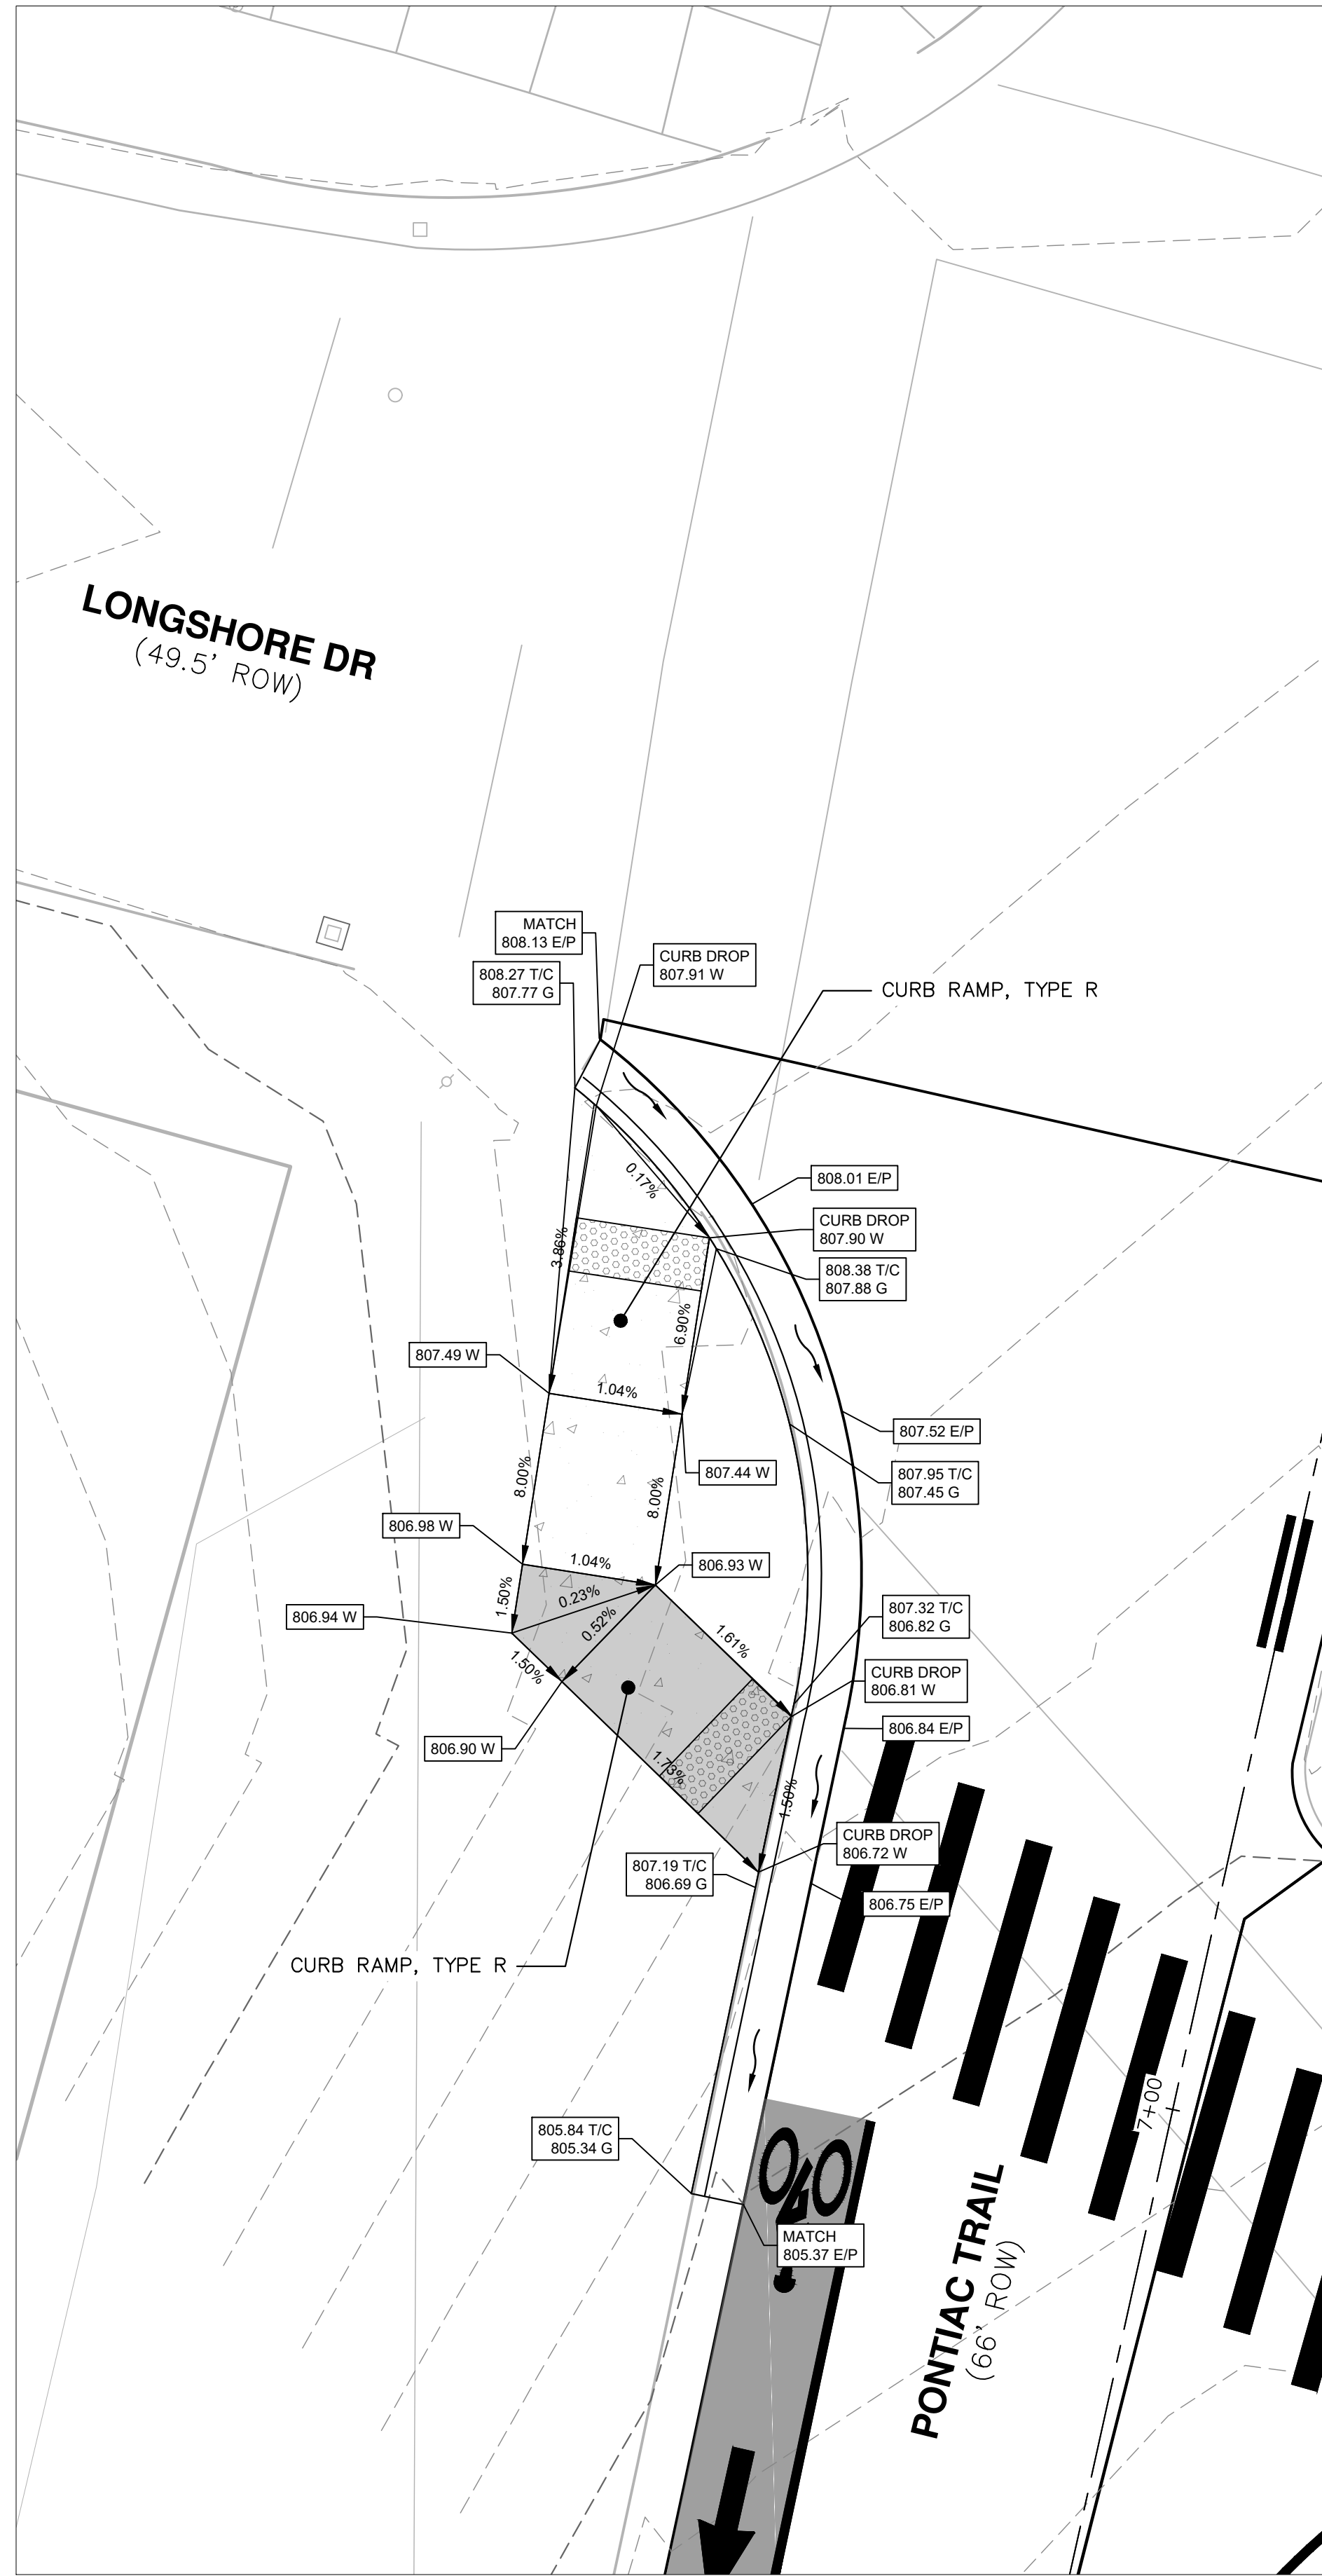 LONGSHORE DR
(49.5' ROW)
MATCH
808.13 E/P
808.27 T/C
807.77 G
CURB DROP
807.91 W
CURB RAMP, TYPE R
0.17%
808.01 E/P
CURB DROP
807.90 W
3.86%
808.38 T/C
807.88 G
6.90%
807.49 W
1.04%
807.52 E/P
807.44 W
807.95 T/C
807.45 G
8.00%
8.00%
806.98 W
1.04%
806.93 W
0.23%
1.50%
0.52%
806.94 W
807.32 T/C
806.82 G
1.61%
1.50%
CURB DROP
806.81 W
806.90 W
806.84 E/P
1.73%
1.50%
CURB DROP
806.72 W
807.19 T/C
806.69 G
806.75 E/P
CURB RAMP, TYPE R
7+00
805.84 T/C
805.34 G
MATCH
805.37 E/P
PONTIAC TRAIL
(66' ROW)